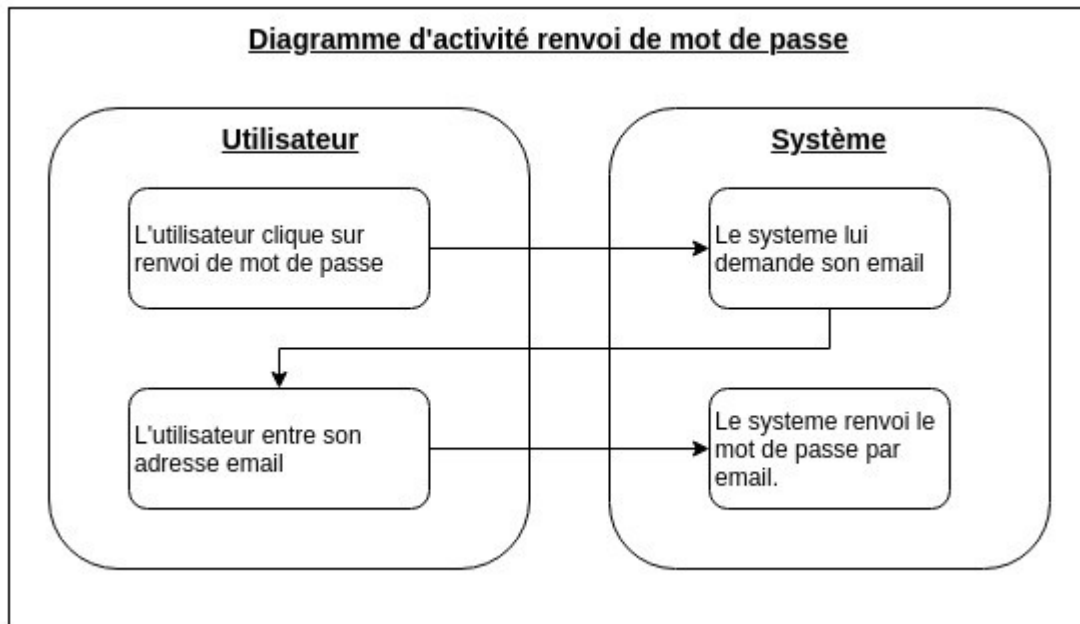 Diagramme d'activité renvoi de mot de passe
Utilisateur
Système
L'utilisateur clique sur
renvoi de mot de passe
Le systeme lui
demande son email
L'utilisateur entre son
adresse email
Le systeme renvoi le
mot de passe par
email.